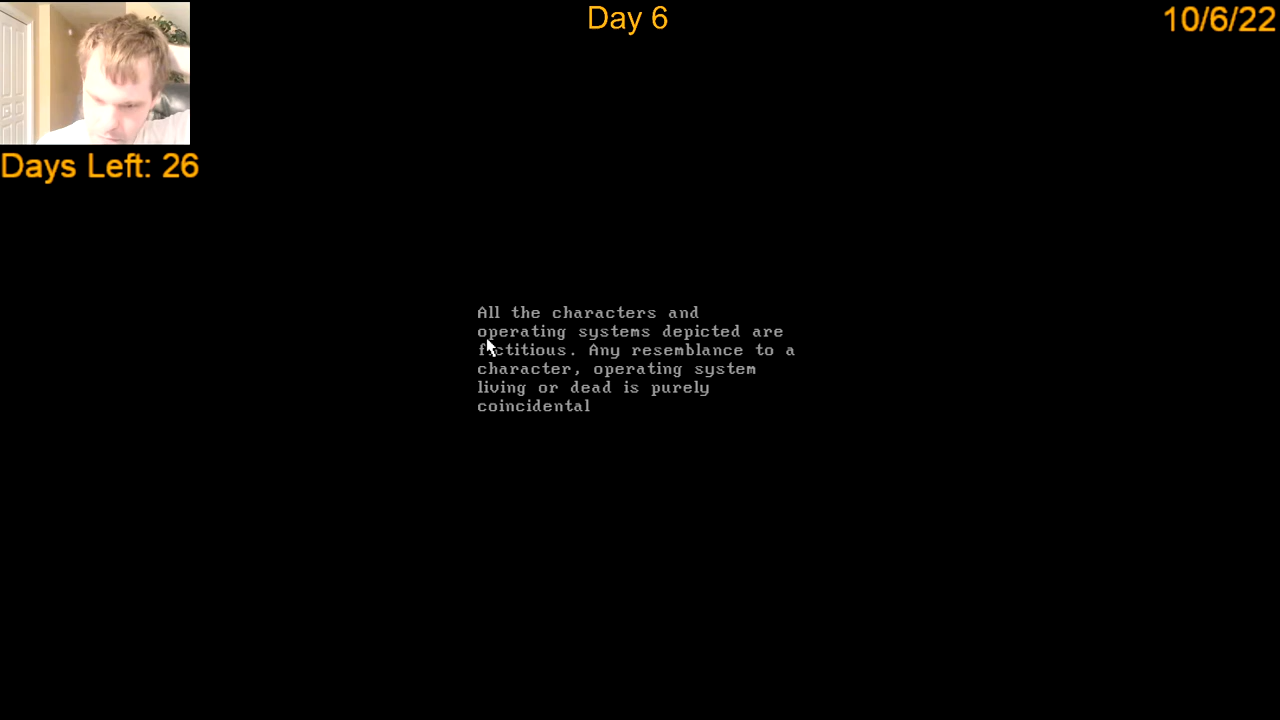 Day 6
10/6/22
Days Left: 26
All the characters and
operating systems depicted are
fictitious. Any resemblance to a
character, operating system
living or dead is purely
coincidental